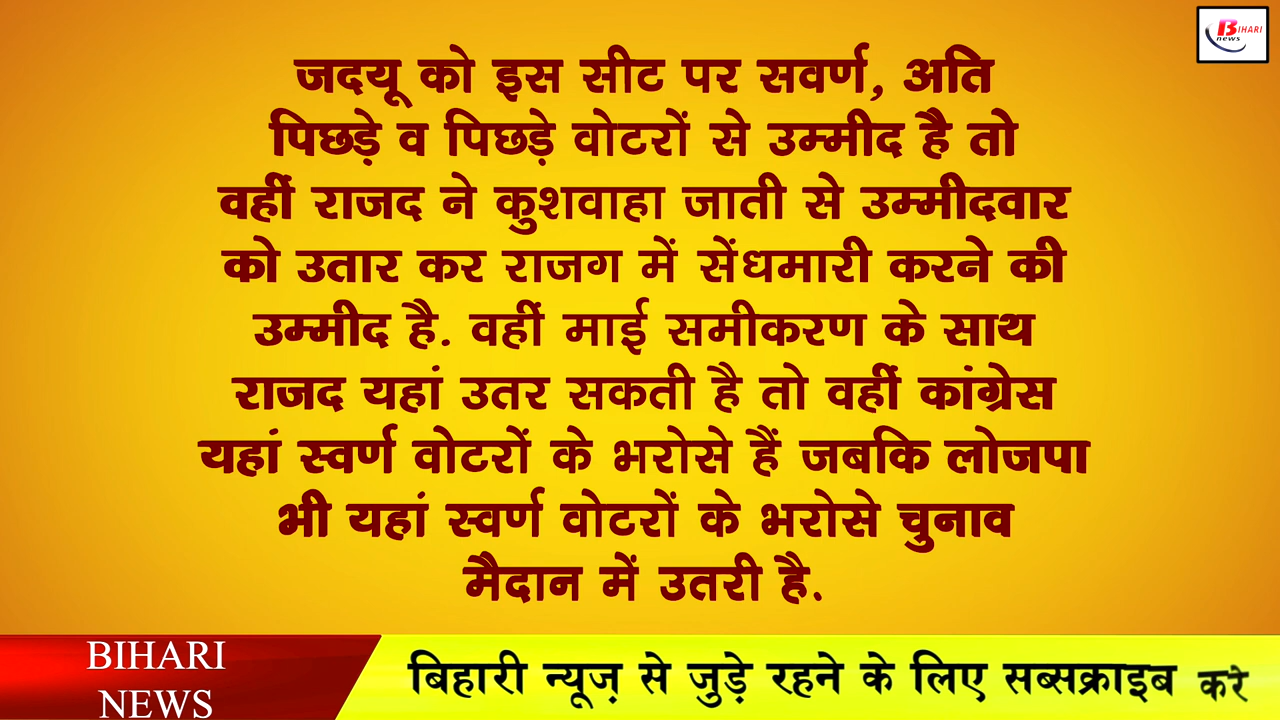 BIHARI
news
जदयू को इस सीट पर सवर्ण, अति
पिछड़े व पिछड़े वोटरों से उम्मीद है तो
वहीं राजद ने कुशवाहा जाती से उम्मीदवार
को उतार कर राजग में सेंधमारी करने की
उम्मीद है. वहीं माई समीकरण के साथ
राजद यहां उतर सकती है तो वहीं कांग्रेस
यहां स्वर्ण वोटरों के भरोसे हैं जबकि लोजपा
भी यहां स्वर्ण वोटरों के भरोसे चुनाव
मैदान में उतरी है.
BIHARI
NEWS
बिहारी न्यूज़ से जुड़े रहने के लिए सब्सक्राइब करे